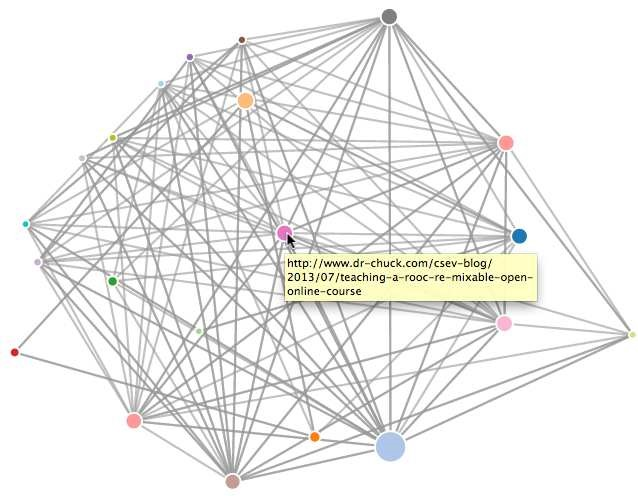 http://www.dr-chuck.com/csev-blog/
2013/07/teaching-a-rooc-re-mixable-open-
online-course